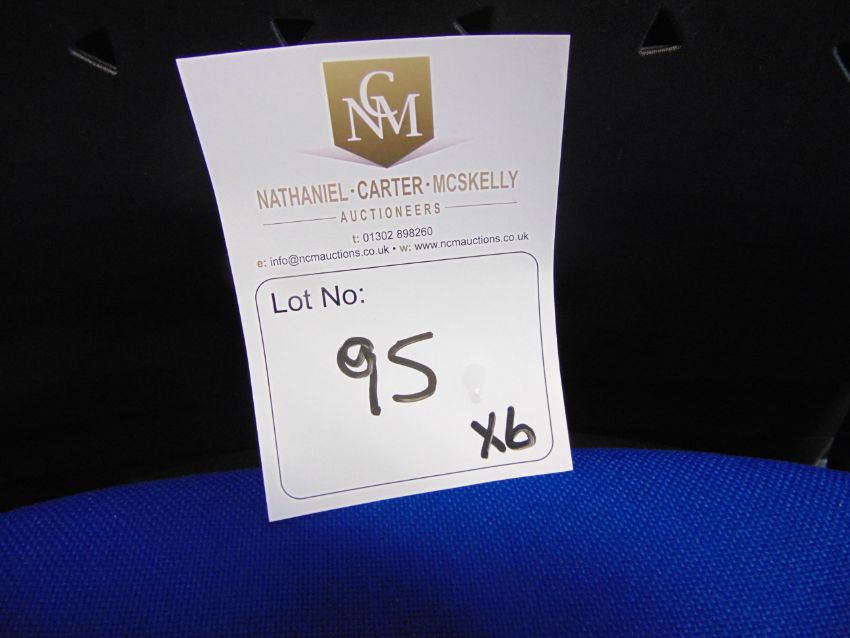 NCM
NATHANIEL · CARTER · MCSKELLY
AUCTIONEERS
t: 01302 898260
e: info@ncmauctions.co.uk • w: www.ncmauctions.co.uk
Lot No:
95
x6